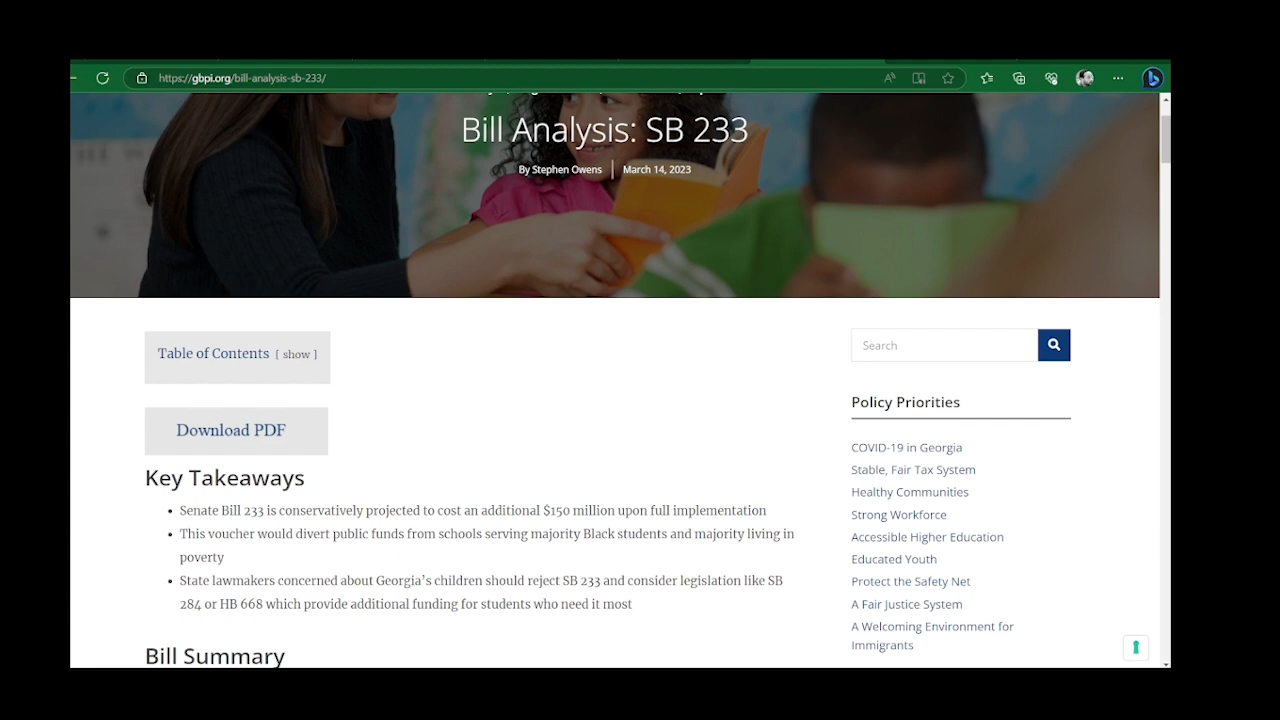 https://gbpi.org/bill-analysis-sb-233/
Bill Analysis: SB 233
By Stephen Owens | March 14, 2023
Table of Contents [ show ]
Download PDF
Key Takeaways
• Senate Bill 233 is conservatively projected to cost an additional $150 million upon full implementation
• This voucher would divert public funds from schools serving majority Black students and majority living in
poverty
• State lawmakers concerned about Georgia’s children should reject SB 233 and consider legislation like SB
284 or HB 668 which provide additional funding for students who need it most
Bill Summary
Search
Policy Priorities
COVID-19 in Georgia
Stable, Fair Tax System
Healthy Communities
Strong Workforce
Accessible Higher Education
Educated Youth
Protect the Safety Net
A Fair Justice System
A Welcoming Environment for
Immigrants